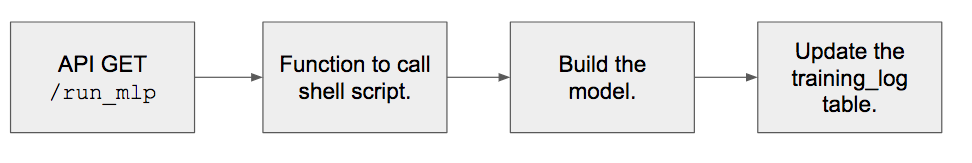 API GET
/run_mlp
Function to call
shell script.
Build the
model.
Update the
training_log
table.